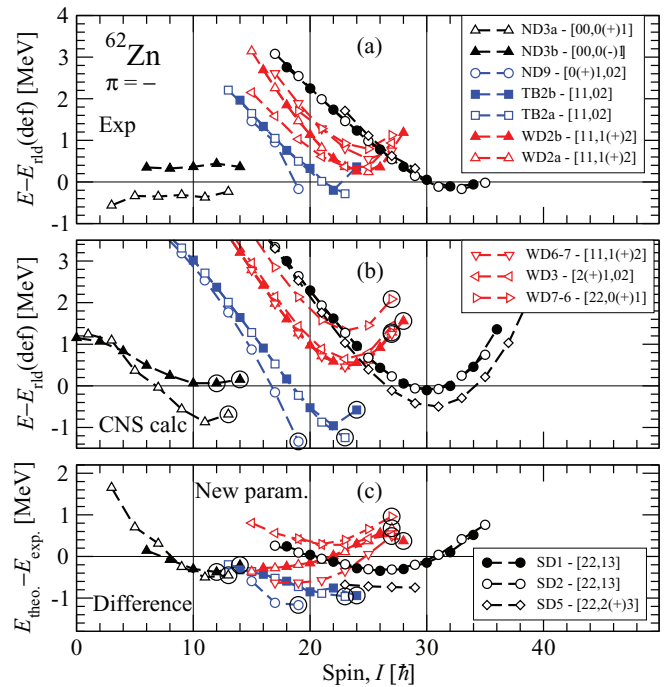 62Zn
π = −
Exp
(a)
E−Erld(def) [MeV]
4
3
2
1
0
-1
ND3a - [00,0(+)1]
ND3b - [00,0(-)1]
ND9 - [0(+)1,02]
TB2b - [11,02]
TB2a - [11,02]
WD2b - [11,1(+)2]
WD2a - [11,1(+)2]
(b)
CNS calc
E−Erld(def) [MeV]
3
2
1
0
-1
WD6-7 - [11,1(+)2]
WD3 - [2(+)1,02]
WD7-6 - [22,0(+)1]
New param.
(c)
Difference
Etheo.−Eexp. [MeV]
2
1
0
-1
SD1 - [22,13]
SD2 - [22,13]
SD5 - [22,2(+)3]
0 10 20 30 40
Spin, I [ħ]